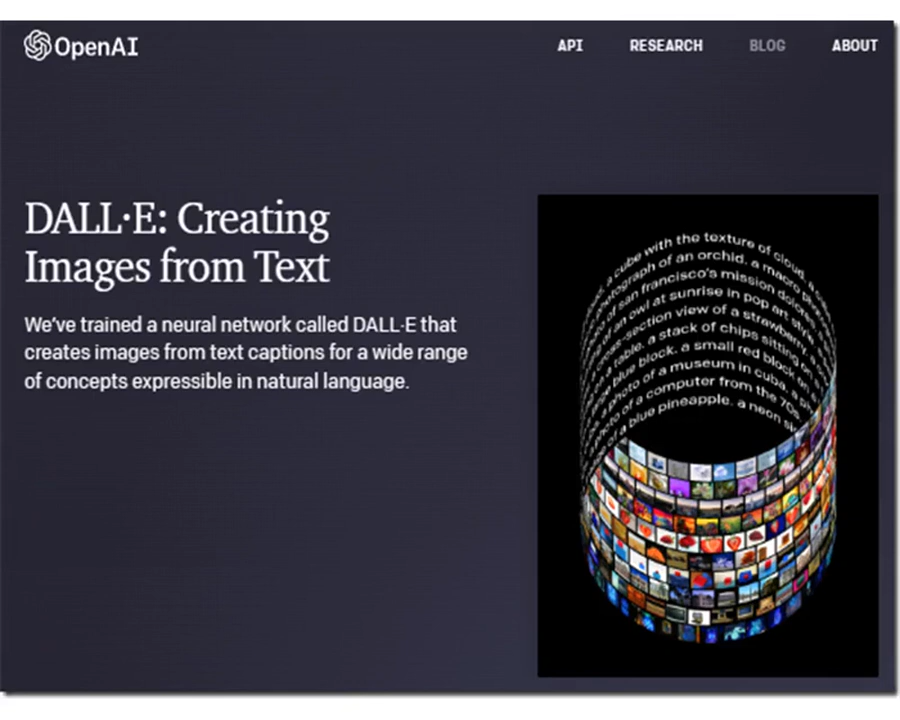 OpenAI
API RESEARCH BLOG ABOUT
DALL·E: Creating
Images from Text
We've trained a neural network called DALL·E that
creates images from text captions for a wide range
of concepts expressible in natural language.
a cube with the texture of cloud.
of an orchid. a macro
of san francisco's mission dolores
of an owl at sunrise in pop art
cross-section view of a strawberry.
a table. a stack of chips sitting on
blue block. a small red block on
a photo of a museum in cuba. a
photo of a computer from the 70s
of a blue pineapple. a neon